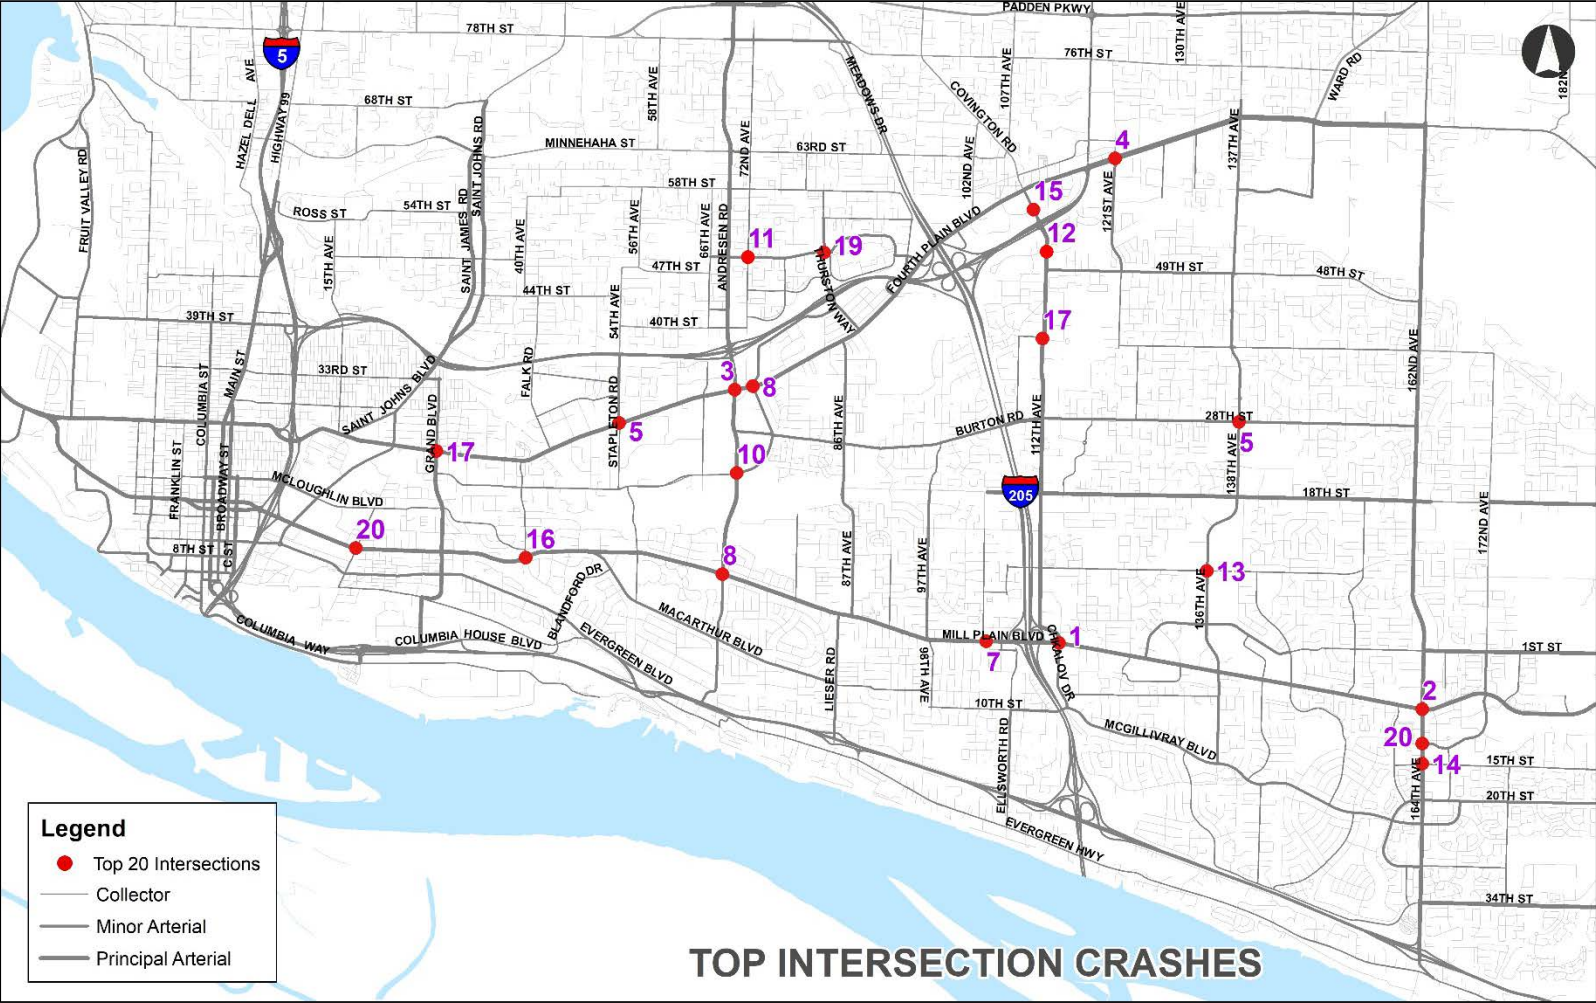 PADDEN PKWY
78TH ST
5
76TH ST
130TH AVE
HAZEL DELL AVE
HIGHWAY 99
58TH AVE
MEADOWS DR
107TH AVE
COVINGTON RD
WARD RD
182N
68TH ST
SAINT JOHNS RD
MINNEHAHA ST
72ND AVE
63RD ST
102ND AVE
4
137TH AVE
FRUIT VALLEY RD
58TH ST
15
121ST AVE
ROSS ST
54TH ST
SAINT JAMES RD
40TH AVE
56TH AVE
66TH AVE
ANDRESEN RD
11
19
FOURTH PLAIN BLVD
12
15TH AVE
47TH ST
THURSTON WAY
49TH ST
48TH ST
44TH ST
54TH AVE
39TH ST
40TH ST
17
162ND AVE
COLUMBIA ST
MAIN ST
33RD ST
SAINT JOHNS BLVD
FALK RD
3
8
GRAND BLVD
STAPLETON RD
5
86TH AVE
BURTON RD
112TH AVE
28TH ST
5
138TH AVE
FRANKLIN ST
BROADWAY ST
17
10
MCLOUGHLIN BLVD
205
18TH ST
172ND AVE
20
16
8
8TH ST
C ST
87TH AVE
97TH AVE
13
136TH AVE
BLANDFORD DR
COLUMBIA WAY
COLUMBIA HOUSE BLVD
EVERGREEN BLVD
MACARTHUR BLVD
MILL PLAIN BLVD
1
7
CHKALOV DR
1ST ST
LIESER RD
98TH AVE
10TH ST
2
ELLSWORTH RD
MCGILLIVRAY BLVD
20
14
15TH ST
164TH AVE
20TH ST
EVERGREEN HWY
34TH ST
Legend
Top 20 Intersections
Collector
Minor Arterial
Principal Arterial
TOP INTERSECTION CRASHES